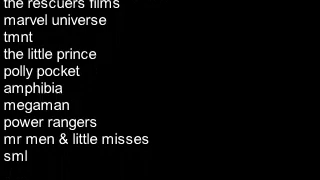 the rescuers films
marvel universe
tmnt
the little prince
polly pocket
amphibia
megaman
power rangers
mr men & little misses
sml